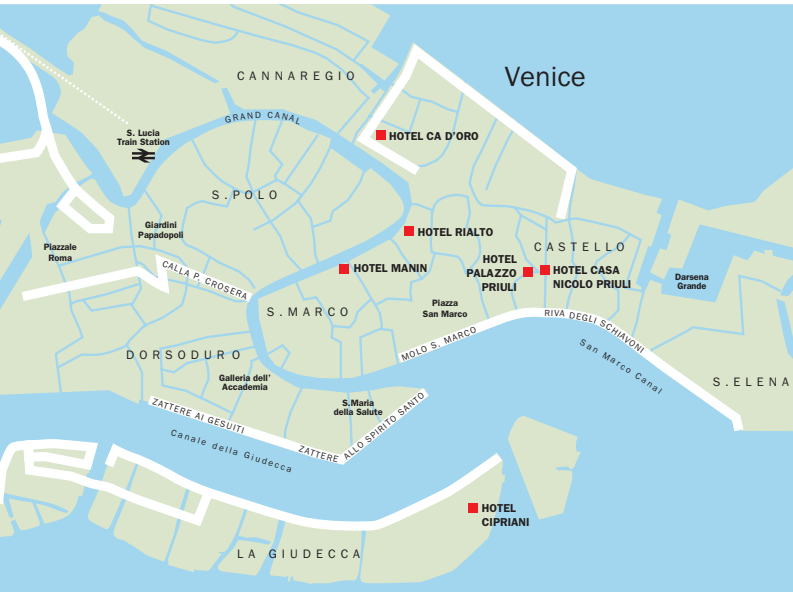 Venice
CANNAREGIO
GRAND CANAL
S. Lucia
Train Station
HOTEL CA D'ORO
S.POLO
Giardini
Papadopoli
Piazzale
Roma
HOTEL RIALTO
CASTELLO
HOTEL
PALAZZO
PRIULI
HOTEL CASA
NICOLO PRIULI
HOTEL MANIN
CALLA P. CROSERA
Darsena
Grande
S.MARCO
Piazza
San Marco
RIVA DEGLI SCHIAVONI
MOLO S. MARCO
San Marco Canal
DORSODURO
Galleria dell'
Accademia
S.ELENA
S.Maria
della Salute
ZATTERE AI GESUITI
ZATTERE ALLO SPIRITO SANTO
Canale della Giudecca
HOTEL
CIPRIANI
LA GIUDECCA